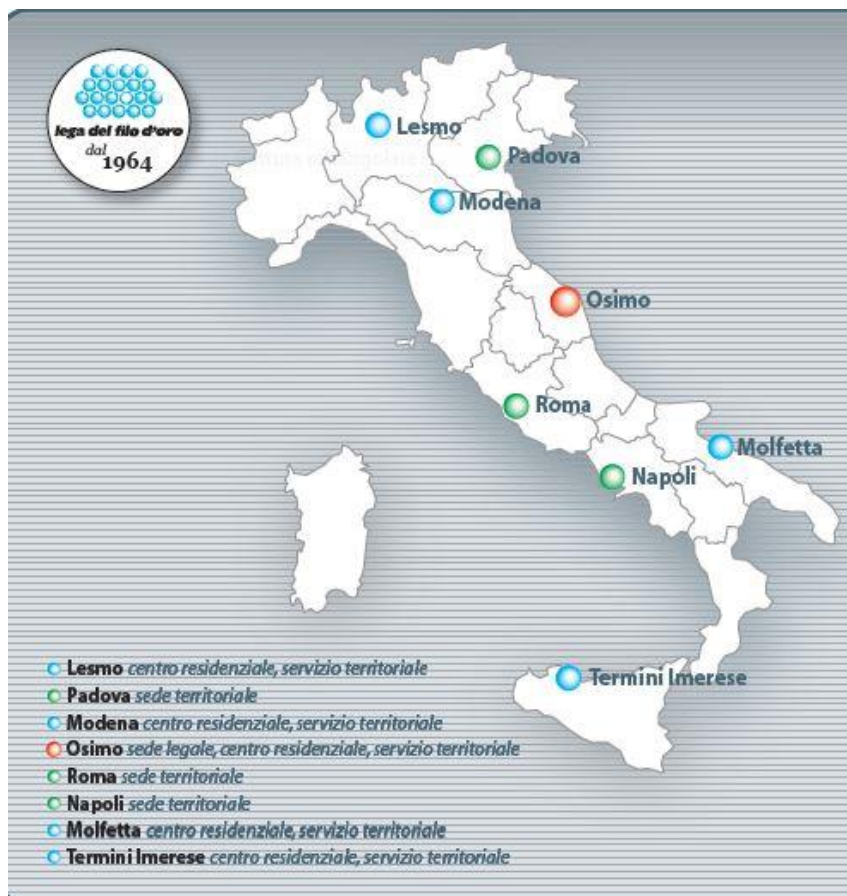 lega del filo d'oro
dal
1964
Lesmo
Padova
Modena
Osimo
Roma
Molfetta
Napoli
Termini Imerese
Lesmo centro residenziale, servizio territoriale
Padova sede territoriale
Modena centro residenziale, servizio territoriale
Osimo sede legale, centro residenziale, servizio territoriale
Roma sede territoriale
Napoli sede territoriale
Molfetta centro residenziale, servizio territoriale
Termini Imerese centro residenziale, servizio territoriale